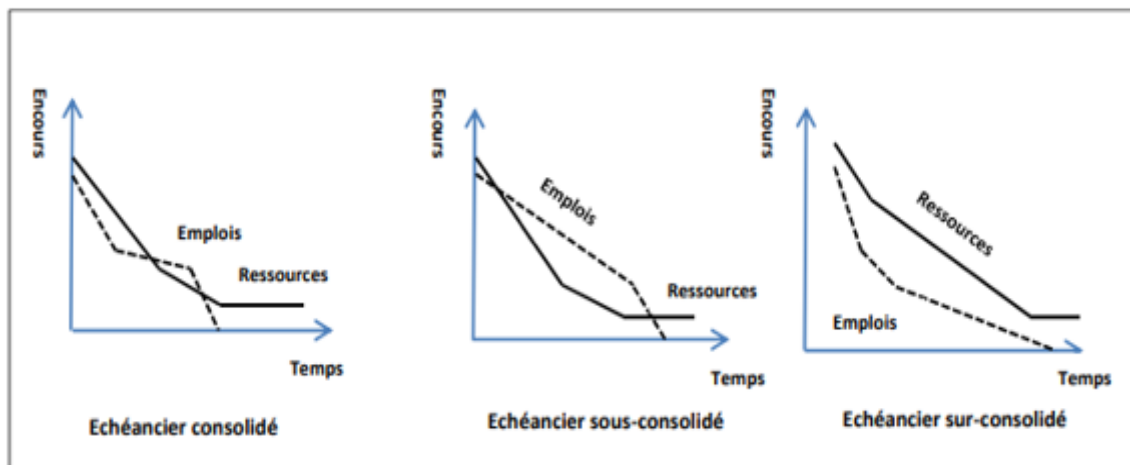 Encours
Emplois
Ressources
Temps
Echéancier consolidé
Encours
Emplois
Ressources
Temps
Echéancier sous-consolidé
Encours
Ressources
Emplois
Temps
Echéancier sur-consolidé